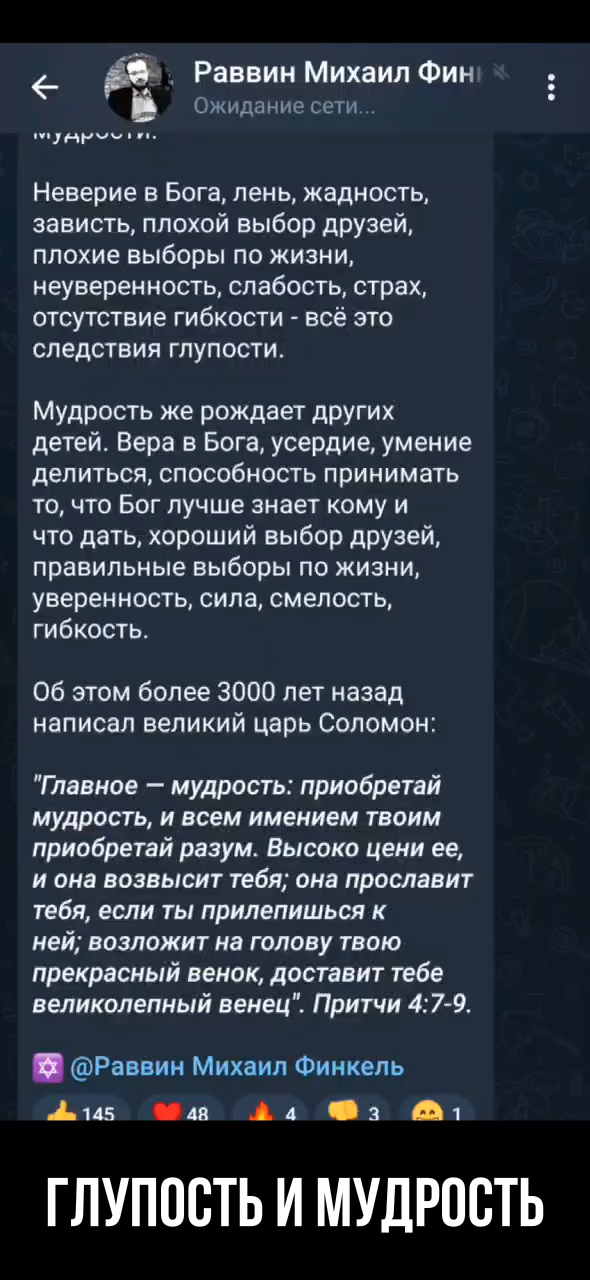 Раввин Михаил Фин
Ожидание сети...
мудрости.
Неверие в Бога, лень, жадность,
зависть, плохой выбор друзей,
плохие выборы по жизни,
неуверенность, слабость, страх,
отсутствие гибкости - всё это
следствия глупости.
Мудрость же рождает других
детей. Вера в Бога, усердие, умение
делиться, способность принимать
то, что Бог лучше знает кому и
что дать, хороший выбор друзей,
правильные выборы по жизни,
уверенность, сила, смелость,
гибкость.
Об этом более 3000 лет назад
написал великий царь Соломон:
"Главное — мудрость: приобретай
мудрость, и всем имением твоим
приобретай разум. Высоко цени ее,
и она возвысит тебя; она прославит
тебя, если ты прилепишься к
ней; возложит на голову твою
прекрасный венок, доставит тебе
великолепный венец". Притчи 4:7-9.
@Раввин Михаил Финкель
145 48 4 3 1
ГЛУПОСТЬ И МУДРОСТЬ